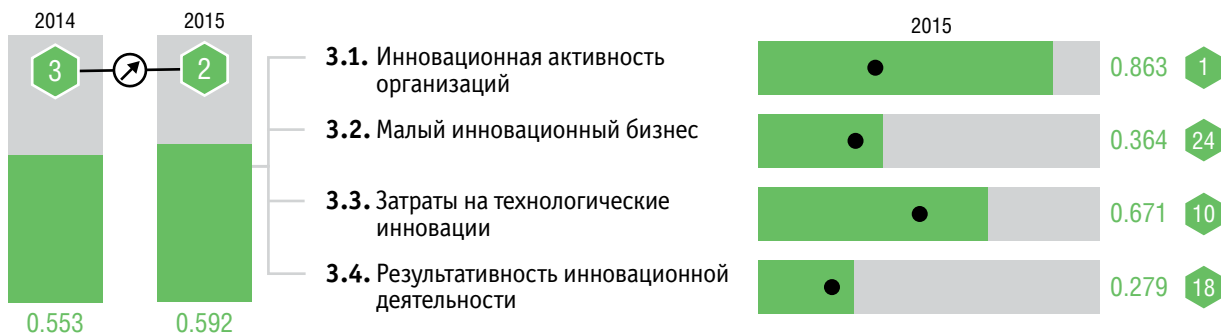 2014
2015
3
2
0.553
0.592
2015
3.1. Инновационная активность
организаций
0.863
1
3.2. Малый инновационный бизнес
0.364
24
3.3. Затраты на технологические
инновации
0.671
10
3.4. Результативность инновационной
деятельности
0.279
18